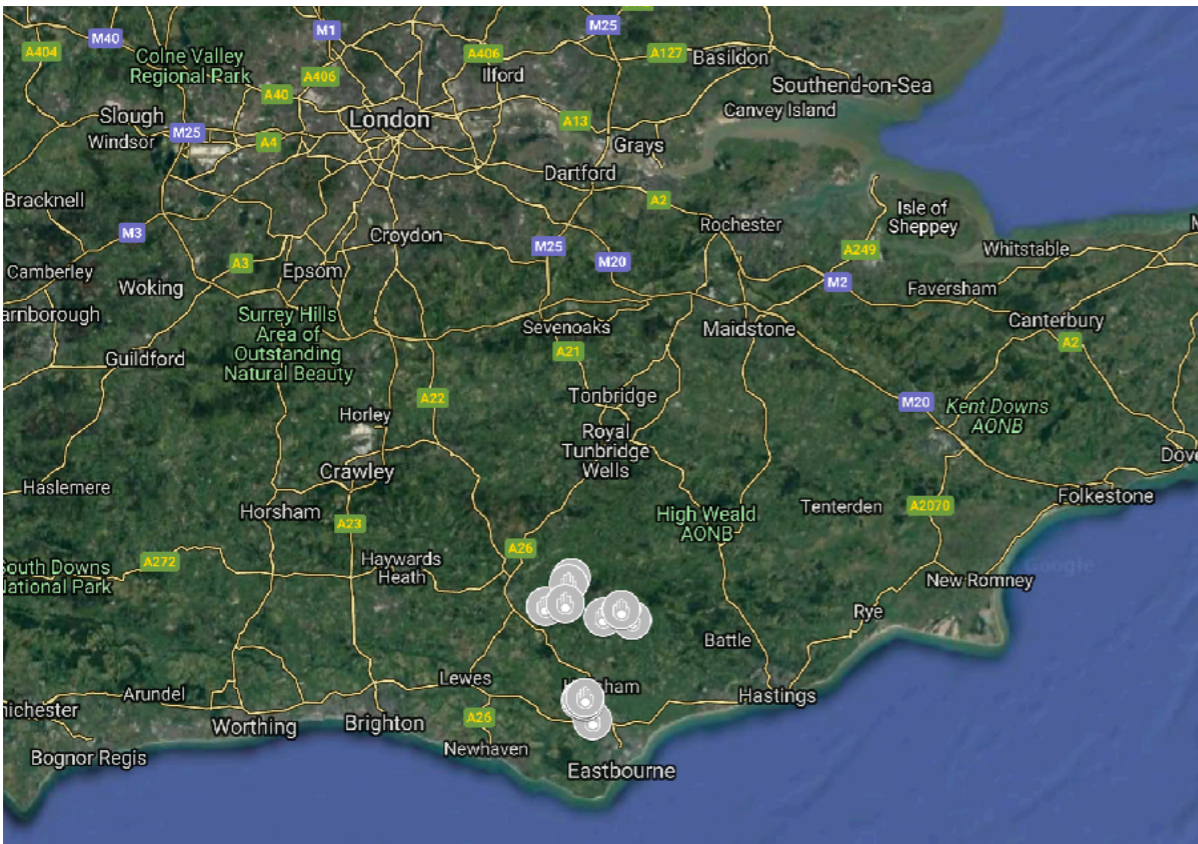 M40
M1
M25
A404
Colne Valley
Regional Park
A406
A127
Basildon
Ilford
A406
A40
Southend-on-Sea
Canvey Island
Slough
London
A13
Windsor
M25
A4
Grays
Dartford
A2
Bracknell
Isle of
Sheppey
M3
Croydon
Rochester
M25
A249
Whitstable
M20
A3
Epsom
Camberley
Woking
M2
Faversham
arnborough
Surrey Hills
Area of
Outstanding
Natural Beauty
Sevenoaks
Maidstone
Canterbury
A2
Guildford
A21
A22
Tonbridge
M20
Kent Downs
AONB
Horley
Royal
Tunbridge
Wells
Dov
Crawley
Haslemere
Folkestone
Horsham
High Weald
AONB
Tenterden
A2070
A23
A26
Haywards
Heath
A272
South Downs
National Park
Google
New Romney
Rye
Battle
Lewes
ham
Hastings
Arundel
hichester
A26
Worthing
Brighton
Newhaven
Bognor Regis
Eastbourne